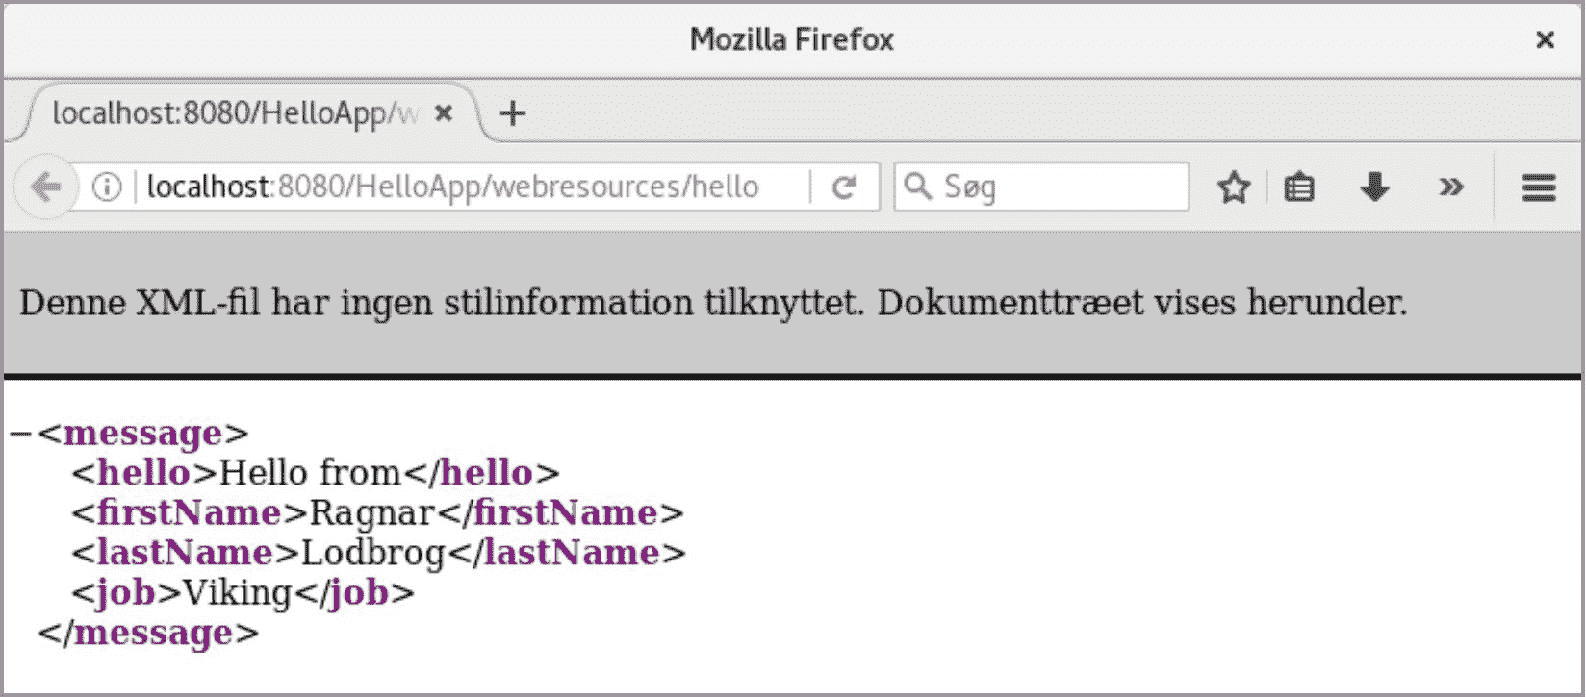 Mozilla Firefox
localhost:8080/HelloApp/w
localhost:8080/HelloApp/webresources/hello
Søg
Denne XML-fil har ingen stilinformation tilknyttet. Dokumenttræet vises herunder.
−<message>
<hello>Hello from</hello>
<firstName>Ragnar</firstName>
<lastName>Lodbrog</lastName>
<job>Viking</job>
</message>